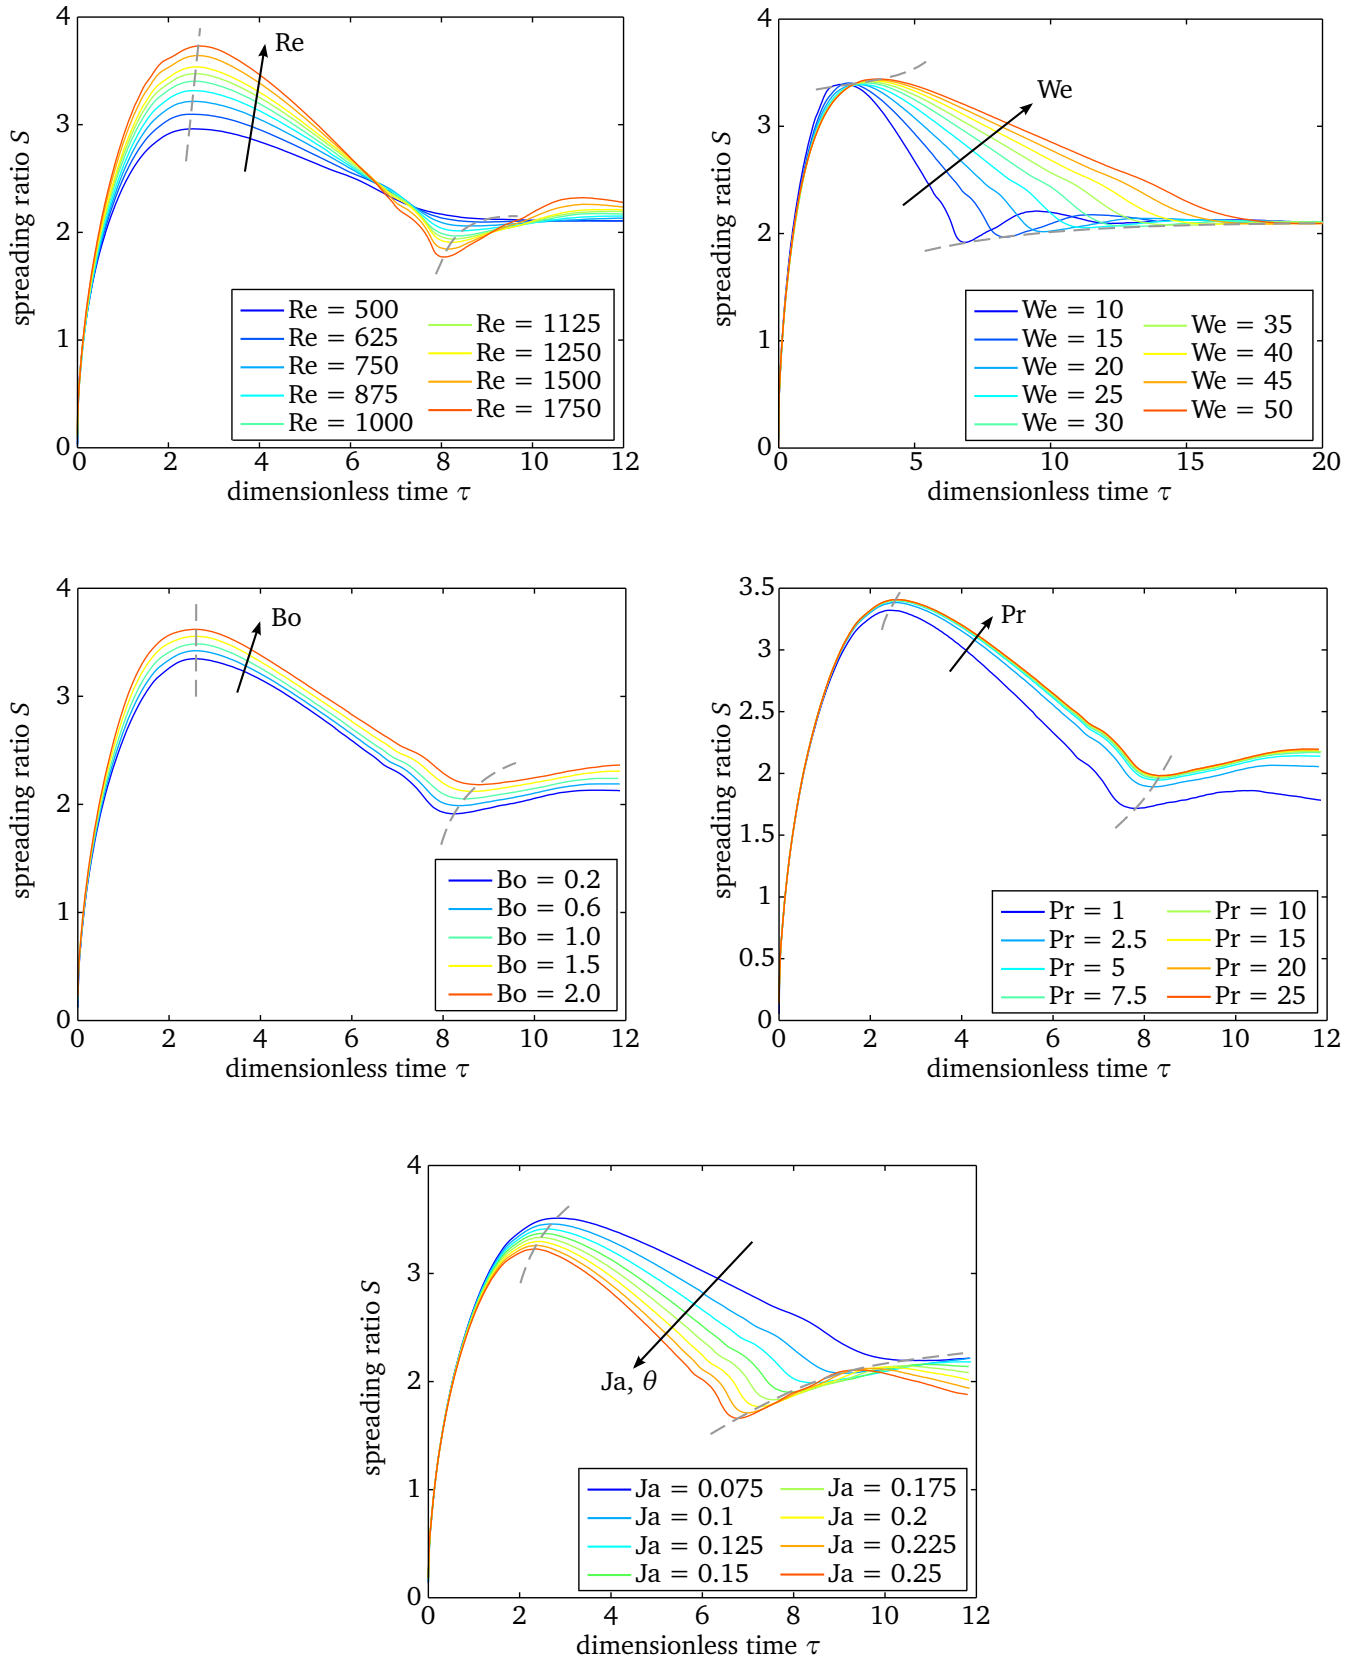 4
3
2
1
0
0 2 4 6 8 10 12
spreading ratio S
dimensionless time τ
Re
Re = 500
Re = 625
Re = 750
Re = 875
Re = 1000
Re = 1125
Re = 1250
Re = 1500
Re = 1750
4
3
2
1
0
0 5 10 15 20
spreading ratio S
dimensionless time τ
We
We = 10
We = 15
We = 20
We = 25
We = 30
We = 35
We = 40
We = 45
We = 50
4
3
2
1
0
0 2 4 6 8 10 12
spreading ratio S
dimensionless time τ
Bo
Bo = 0.2
Bo = 0.6
Bo = 1.0
Bo = 1.5
Bo = 2.0
3.5
3
2.5
2
1.5
1
0.5
0
0 2 4 6 8 10 12
spreading ratio S
dimensionless time τ
Pr
Pr = 1
Pr = 2.5
Pr = 5
Pr = 7.5
Pr = 10
Pr = 15
Pr = 20
Pr = 25
4
3
2
1
0
0 2 4 6 8 10 12
spreading ratio S
dimensionless time τ
Ja, θ
Ja = 0.075
Ja = 0.1
Ja = 0.125
Ja = 0.15
Ja = 0.175
Ja = 0.2
Ja = 0.225
Ja = 0.25